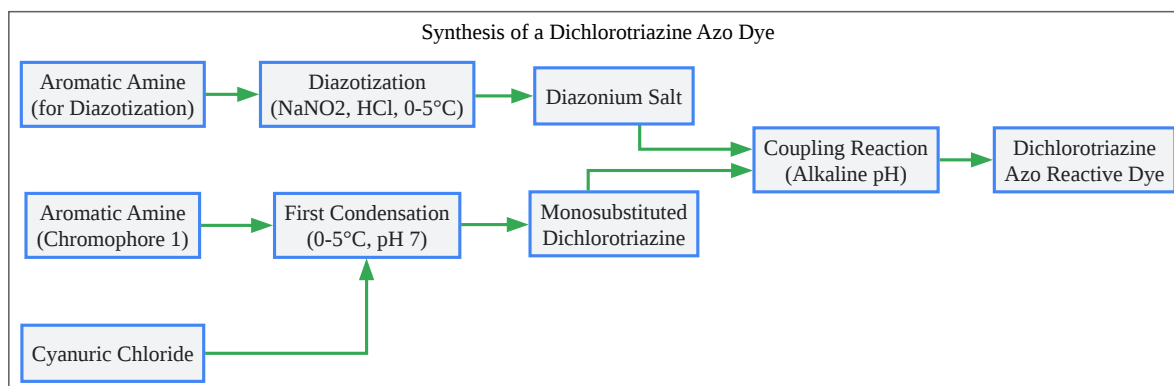 Synthesis of a Dichlorotriazine Azo Dye
Aromatic Amine
(for Diazotization)
Diazotization
(NaNO2, HCl, 0-5°C)
Diazonium Salt
Coupling Reaction
(Alkaline pH)
Dichlorotriazine
Azo Reactive Dye
Aromatic Amine
(Chromophore 1)
First Condensation
(0-5°C, pH 7)
Monosubstituted
Dichlorotriazine
Cyanuric Chloride